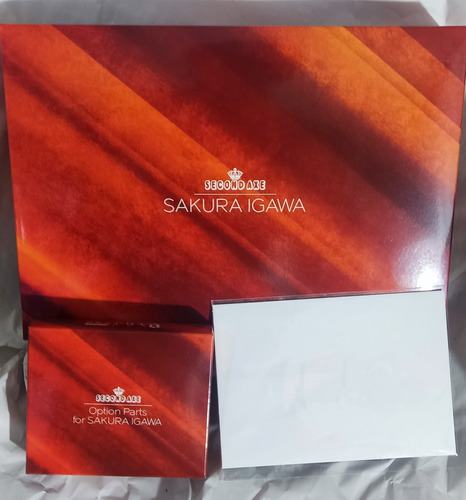 SECOND AXE
SAKURA IGAWA
SECOND AXE
Option Parts
for SAKURA IGAWA